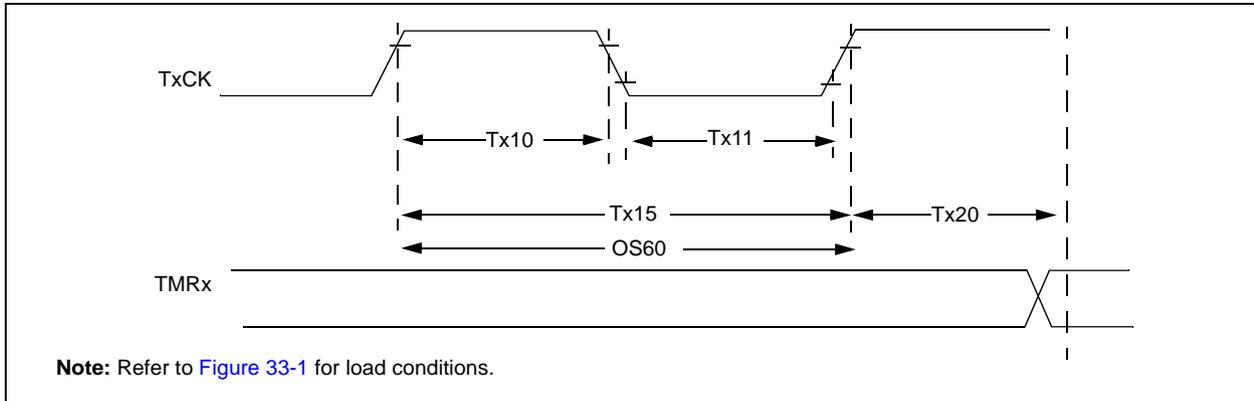 TxCK
Tx10
Tx11
Tx15
Tx20
OS60
TMRx
Note: Refer to Figure 33-1 for load conditions.